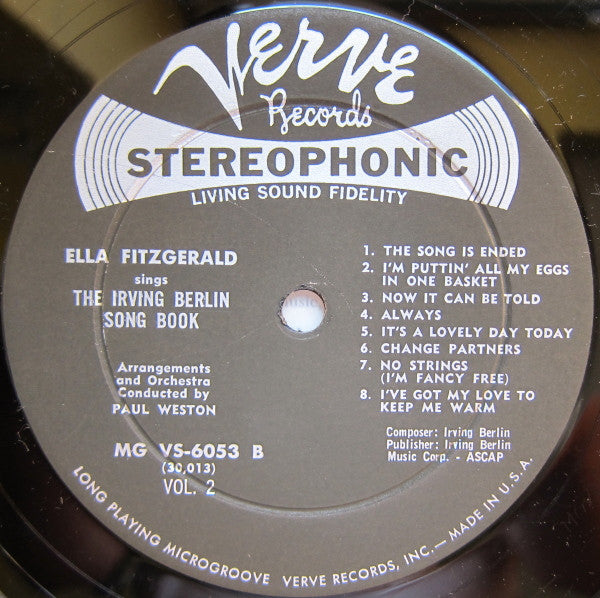 Verve
Records
STEREOPHONIC
LIVING SOUND FIDELITY
ELLA FITZGERALD
sings
THE IRVING BERLIN
SONG BOOK
Arrangements
and Orchestra
Conducted by
PAUL WESTON
MG VS-6053 B
(30,013)
VOL. 2
1. THE SONG IS ENDED
2. I'M PUTTIN' ALL MY EGGS
IN ONE BASKET
3. NOW IT CAN BE TOLD
4. ALWAYS
5. IT'S A LOVELY DAY TODAY
6. CHANGE PARTNERS
7. NO STRINGS
(I'M FANCY FREE)
8. I'VE GOT MY LOVE TO
KEEP ME WARM
Composer: Irving Berlin
Publisher: Irving Berlin
Music Corp. - ASCAP
LONG PLAYING MICROGROOVE VERVE RECORDS, INC.—MADE IN U.S.A.